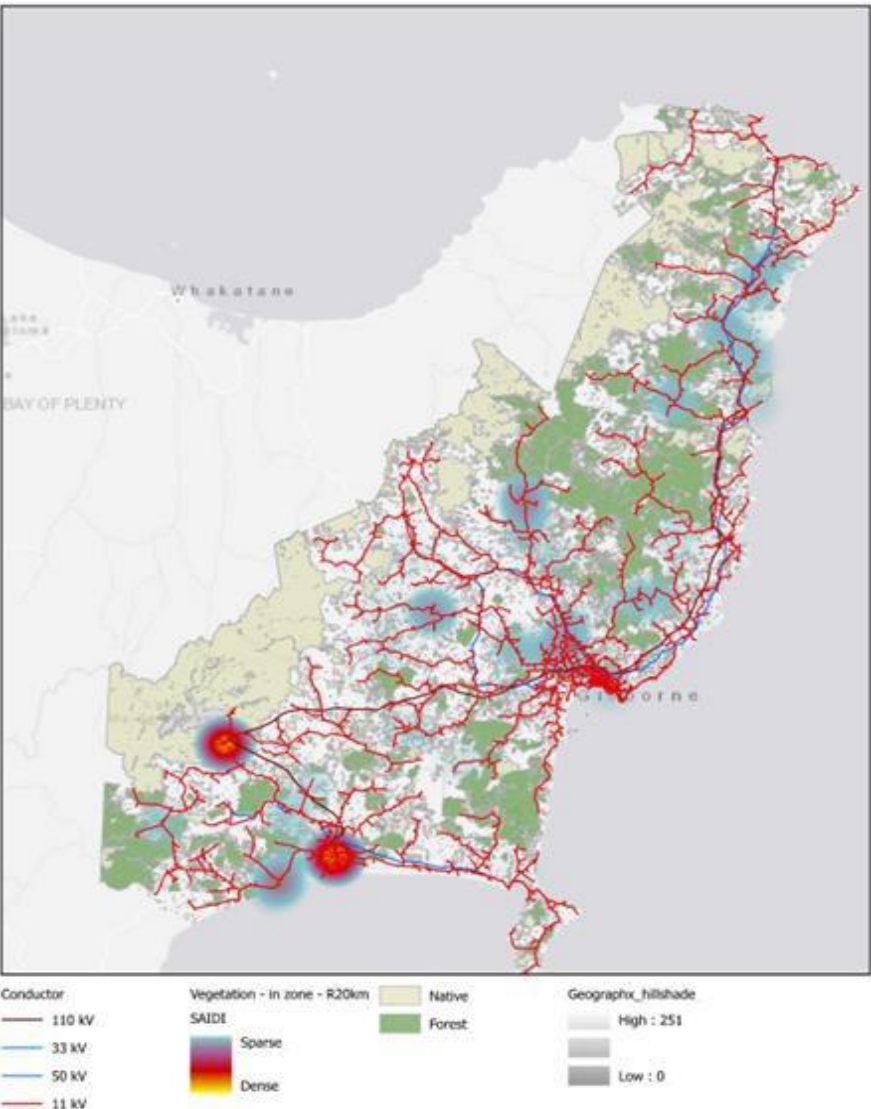 Whakatane
BAY OF PLENTY
Conductor
110 kV
33 kV
50 kV
11 kV
Vegetation - in zone - R20km
SAIDI
Sparse
Dense
Native
Forest
Geographx_hillshade
High : 251
Low : 0